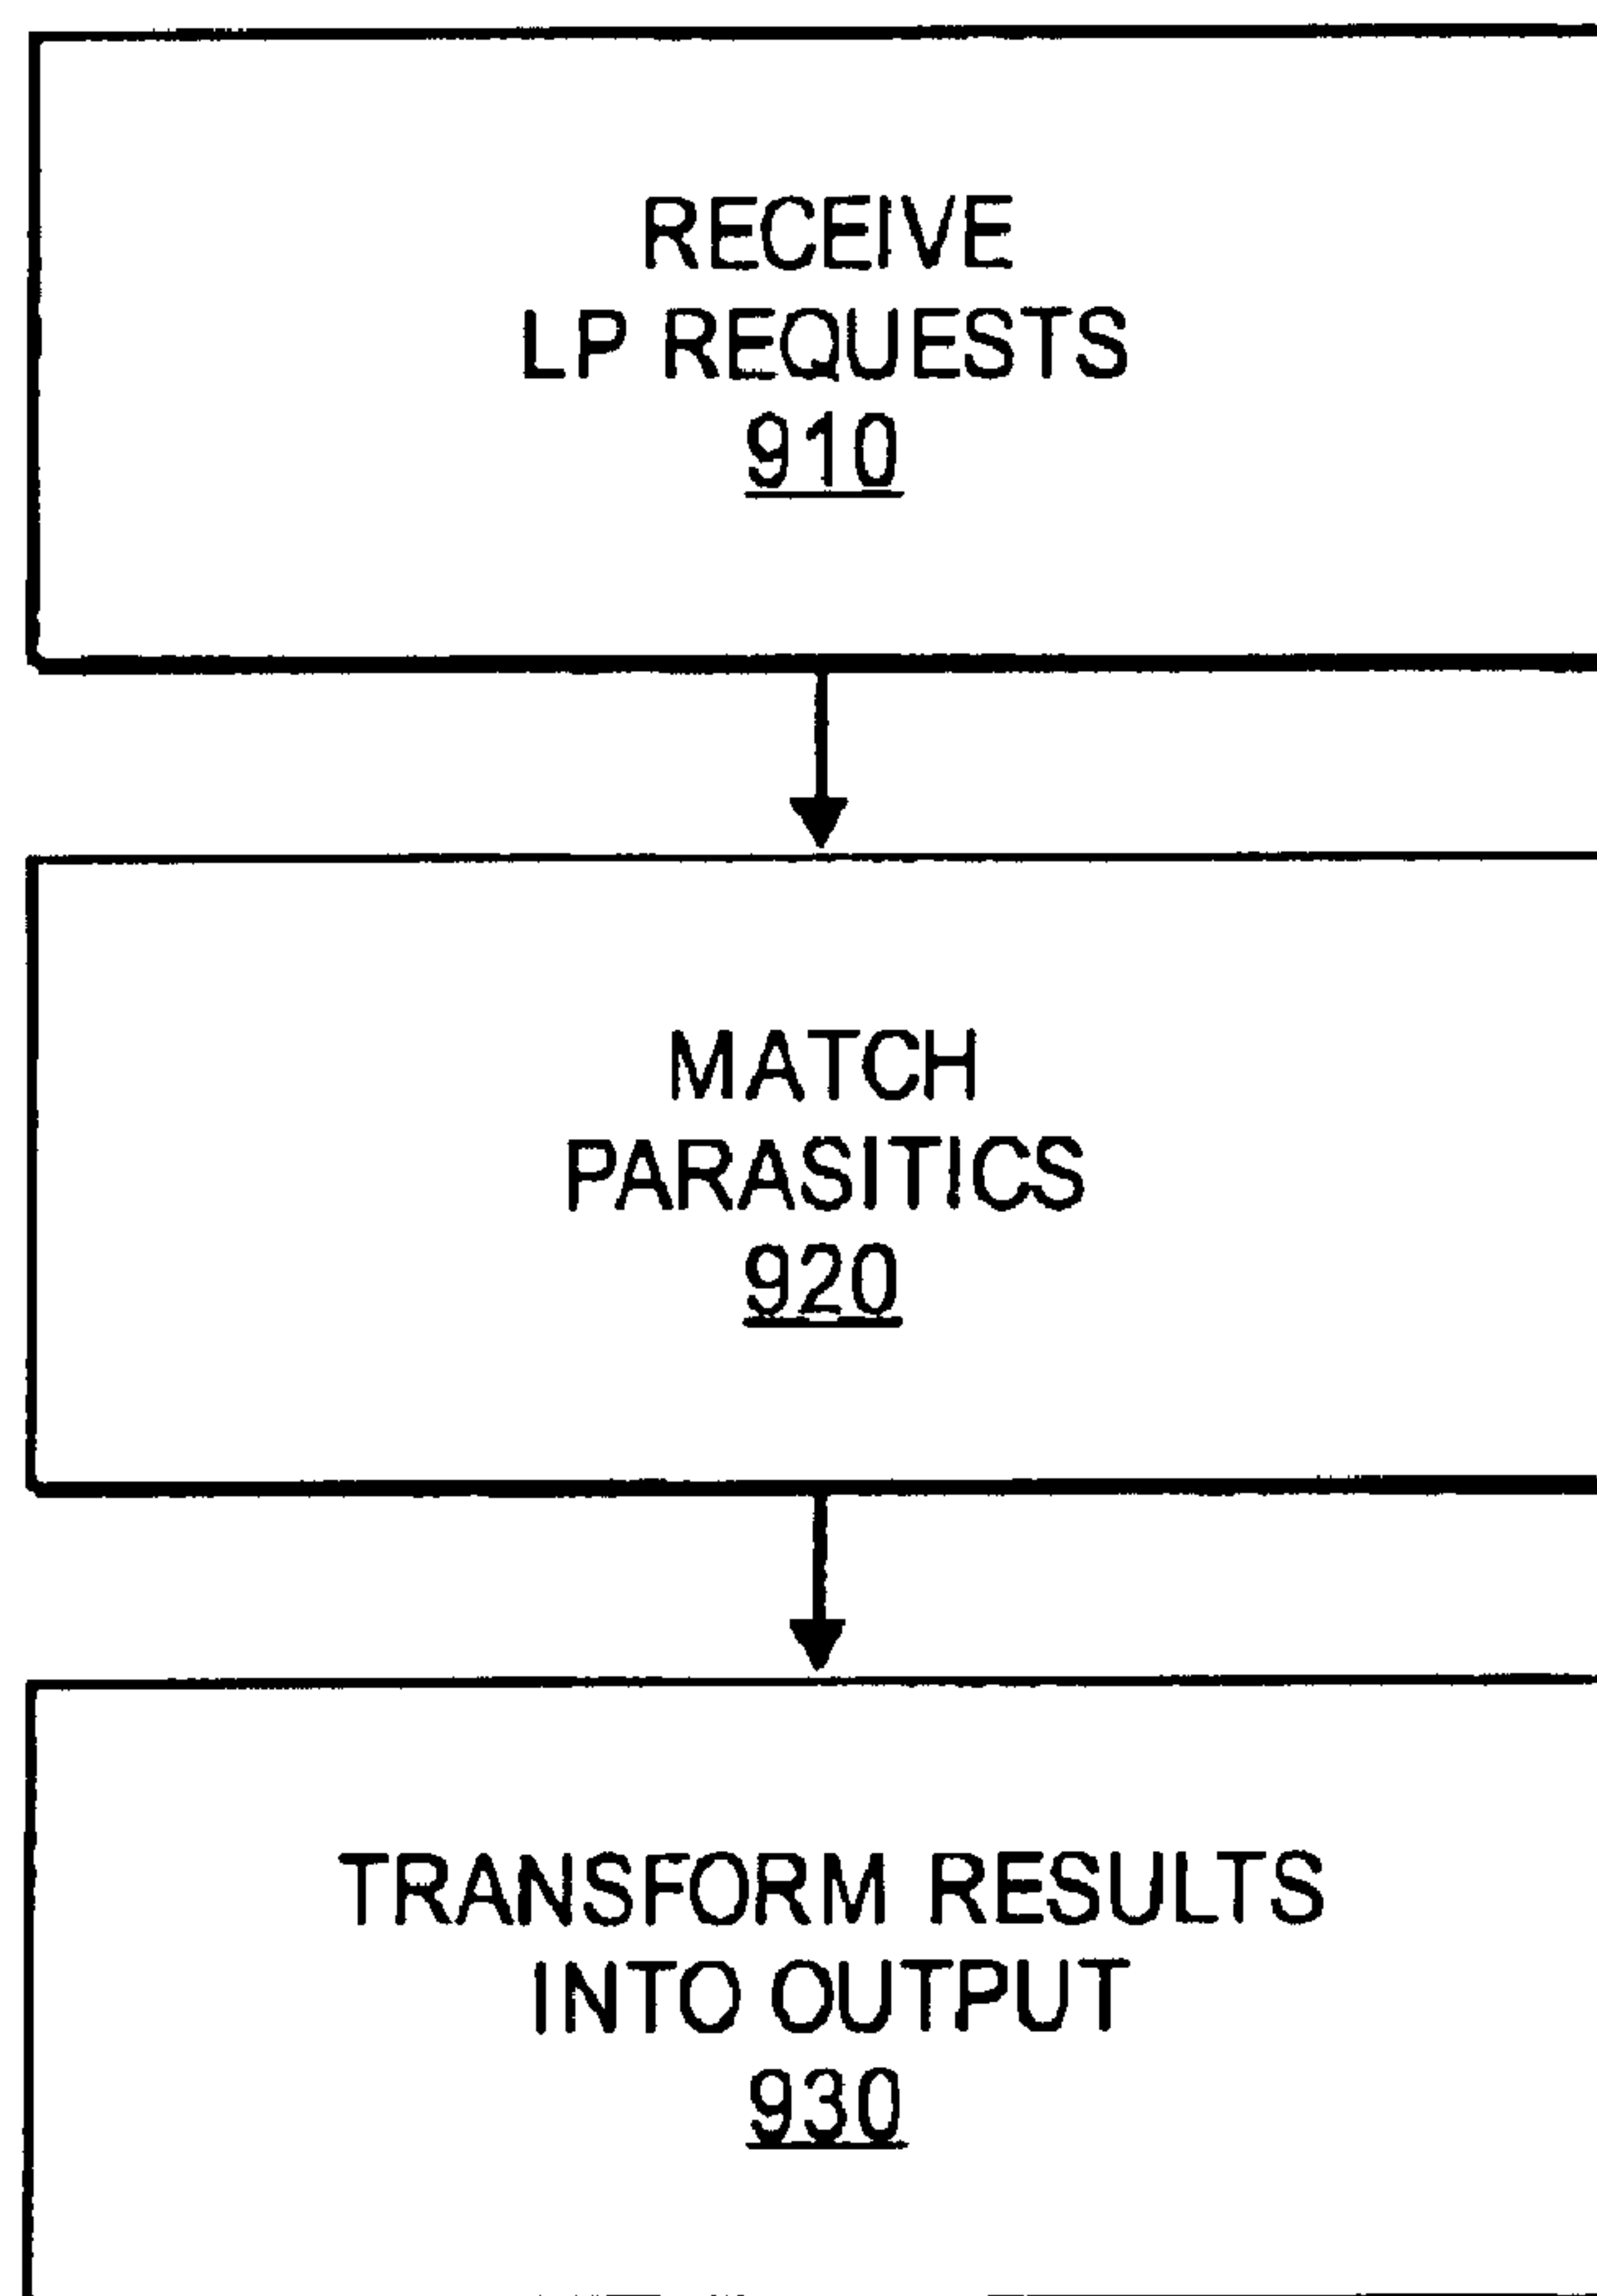 RECEIVE
LP REQUESTS
910
MATCH
PARASITICS
920
TRANSFORM RESULTS
INTO OUTPUT
930